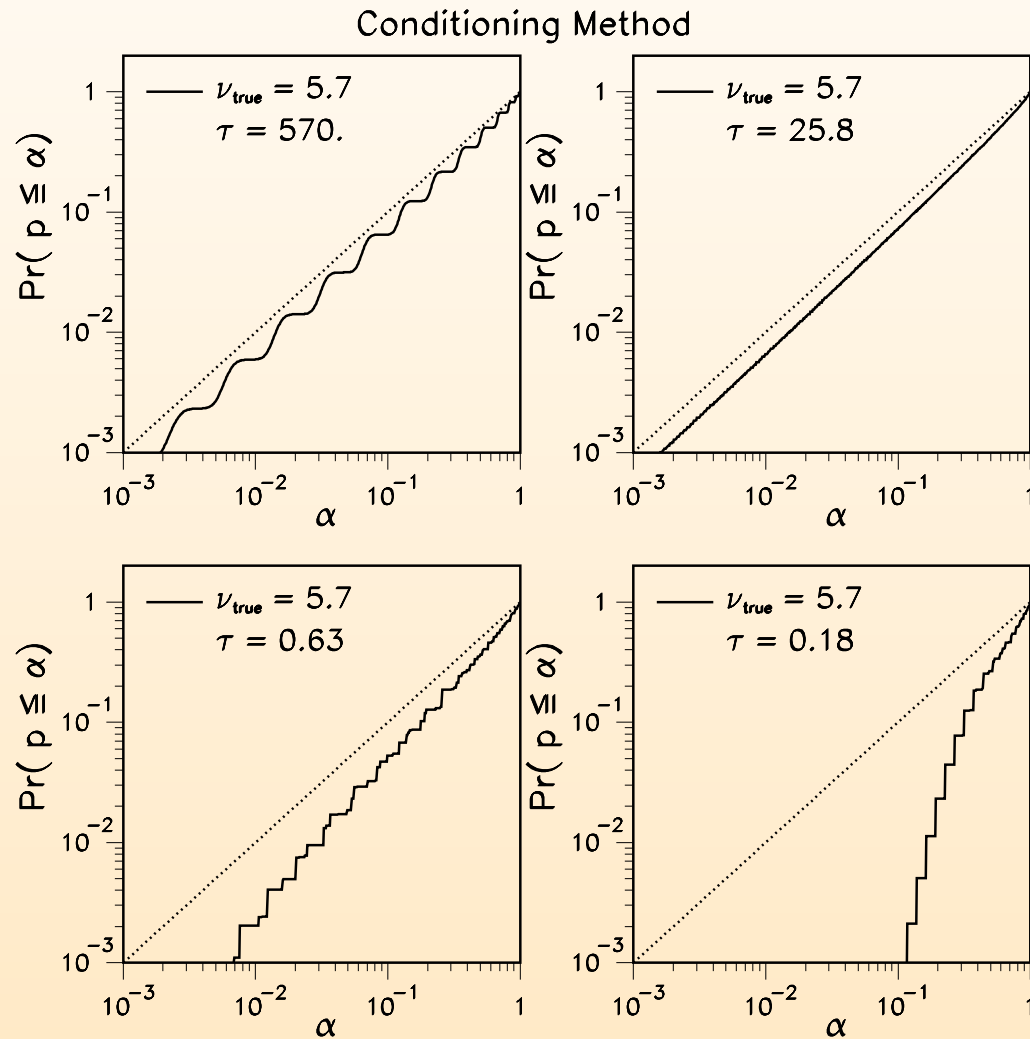 Conditioning Method
Pr( p ≦ α)
1
10⁻¹
10⁻²
10⁻³
ν_true = 5.7
τ = 570.
10⁻³ 10⁻² 10⁻¹ 1
α
Pr( p ≦ α)
1
10⁻¹
10⁻²
10⁻³
ν_true = 5.7
τ = 25.8
10⁻³ 10⁻² 10⁻¹ 1
α
Pr( p ≦ α)
1
10⁻¹
10⁻²
10⁻³
ν_true = 5.7
τ = 0.63
10⁻³ 10⁻² 10⁻¹ 1
α
Pr( p ≦ α)
1
10⁻¹
10⁻²
10⁻³
ν_true = 5.7
τ = 0.18
10⁻³ 10⁻² 10⁻¹ 1
α